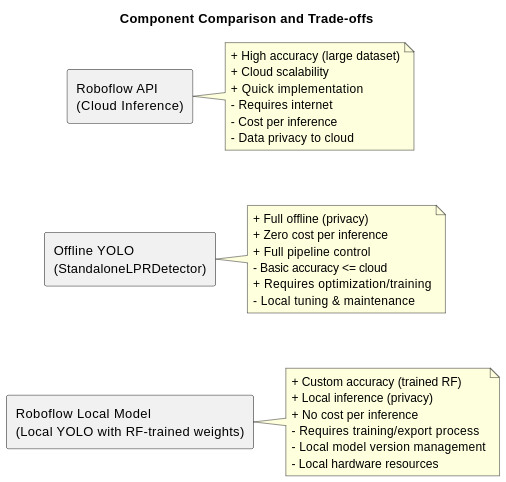 Component Comparison and Trade-offs
Roboflow API
(Cloud Inference)
+ High accuracy (large dataset)
+ Cloud scalability
+ Quick implementation
- Requires internet
- Cost per inference
- Data privacy to cloud
Offline YOLO
(StandaloneLPRDetector)
+ Full offline (privacy)
+ Zero cost per inference
+ Full pipeline control
- Basic accuracy <= cloud
+ Requires optimization/training
- Local tuning & maintenance
Roboflow Local Model
(Local YOLO with RF-trained weights)
+ Custom accuracy (trained RF)
+ Local inference (privacy)
+ No cost per inference
- Requires training/export process
- Local model version management
- Local hardware resources